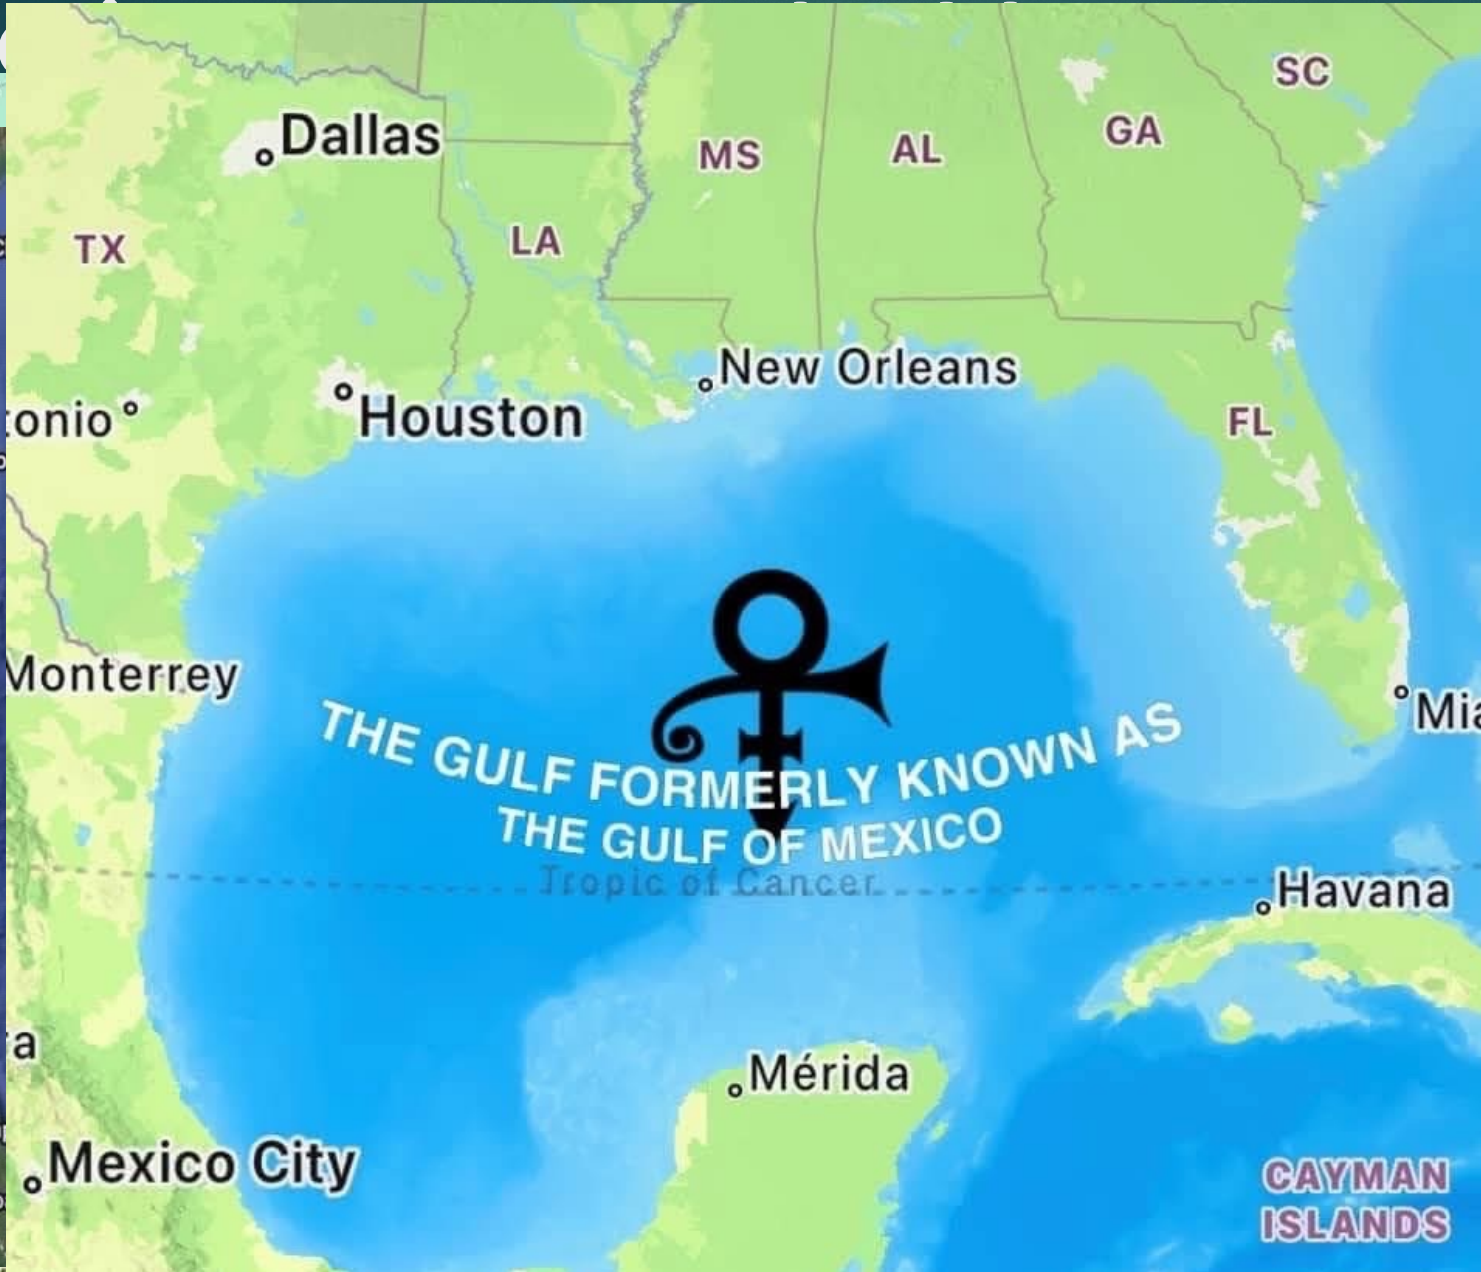 SC
Dallas
MS
AL
GA
TX
LA
New Orleans
onio
Houston
FL
Monterrey
Mia
THE GULF FORMERLY KNOWN AS
THE GULF OF MEXICO
Tropic of Cancer
Havana
a
Mérida
Mexico City
CAYMAN
ISLANDS